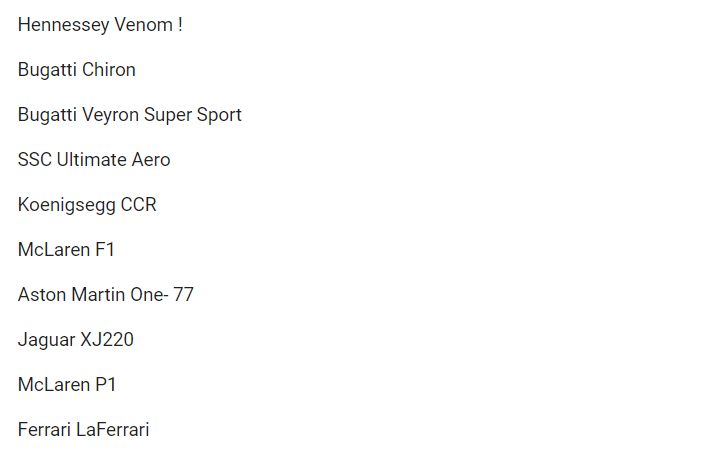 Hennessey Venom !
Bugatti Chiron
Bugatti Veyron Super Sport
SSC Ultimate Aero
Koenigsegg CCR
McLaren F1
Aston Martin One- 77
Jaguar XJ220
McLaren P1
Ferrari LaFerrari